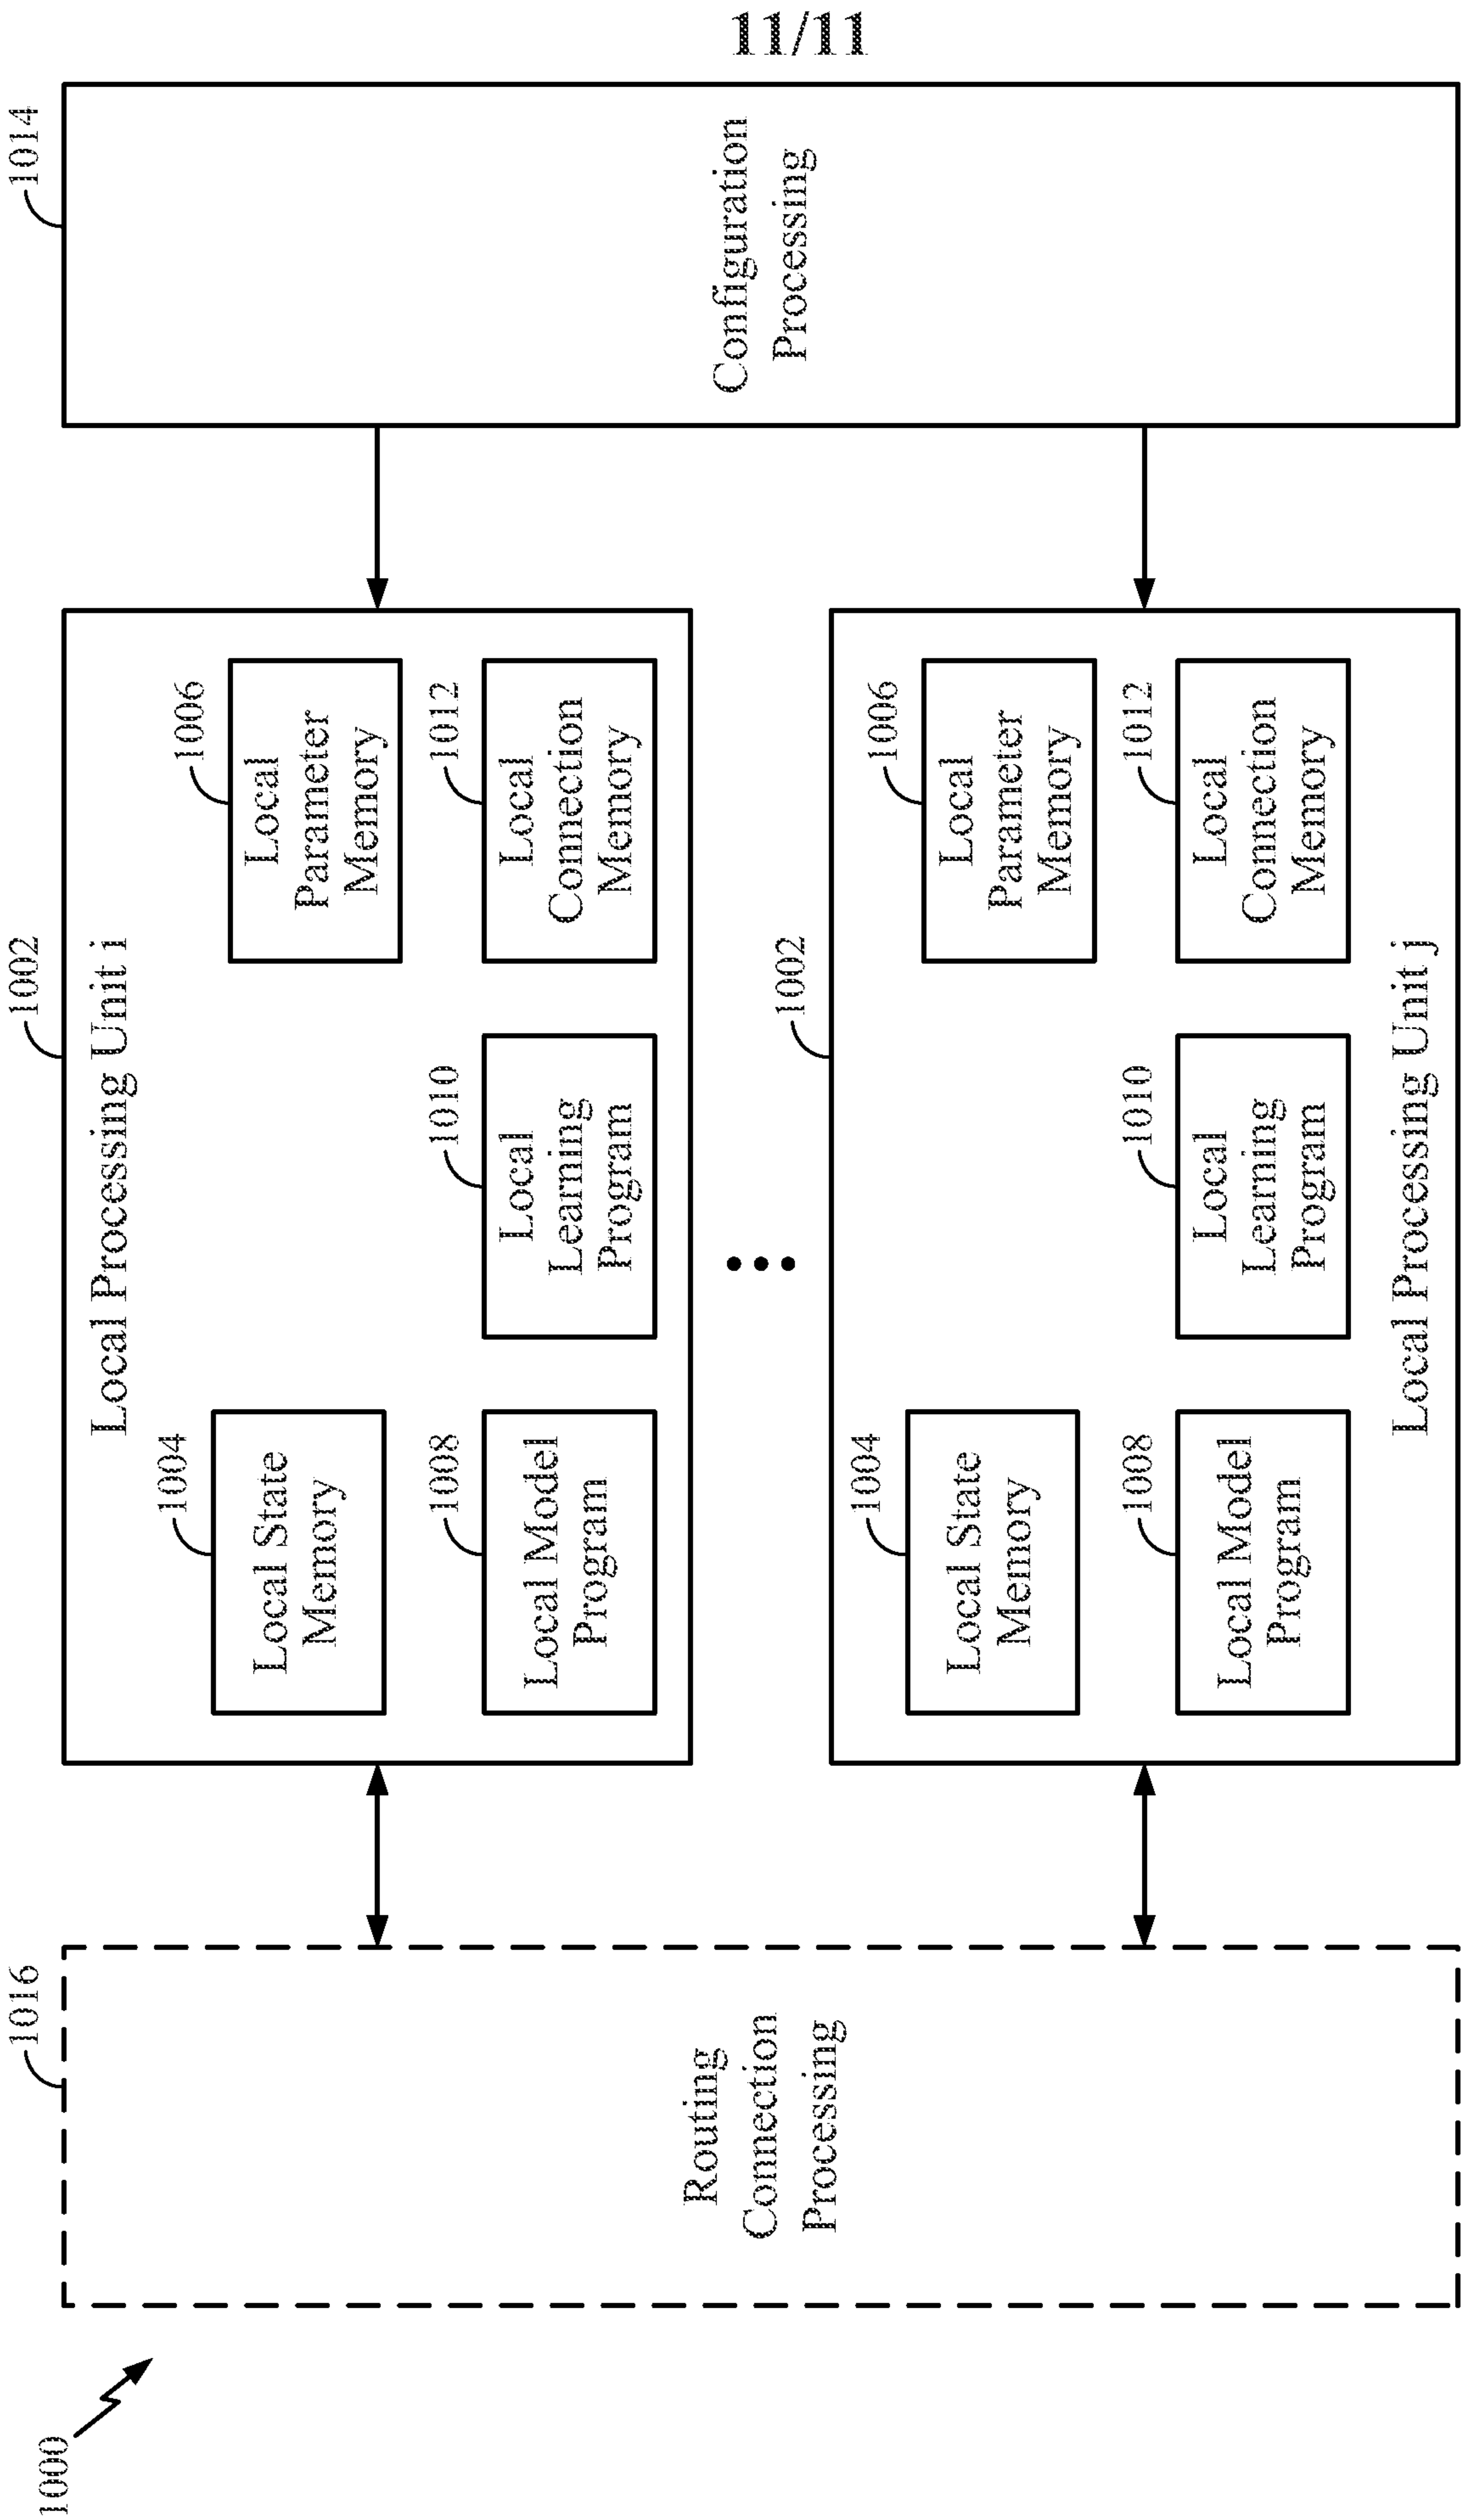 11/11
1000
1016
Routing
Connection
Processing
1002
Local Processing Unit i
1004
Local State
Memory
1006
Local
Parameter
Memory
1008
Local Model
Program
1010
Local
Learning
Program
1012
Local
Connection
Memory
1002
1004
Local State
Memory
1006
Local
Parameter
Memory
1008
Local Model
Program
1010
Local
Learning
Program
1012
Local
Connection
Memory
Local Processing Unit j
1014
Configuration
Processing